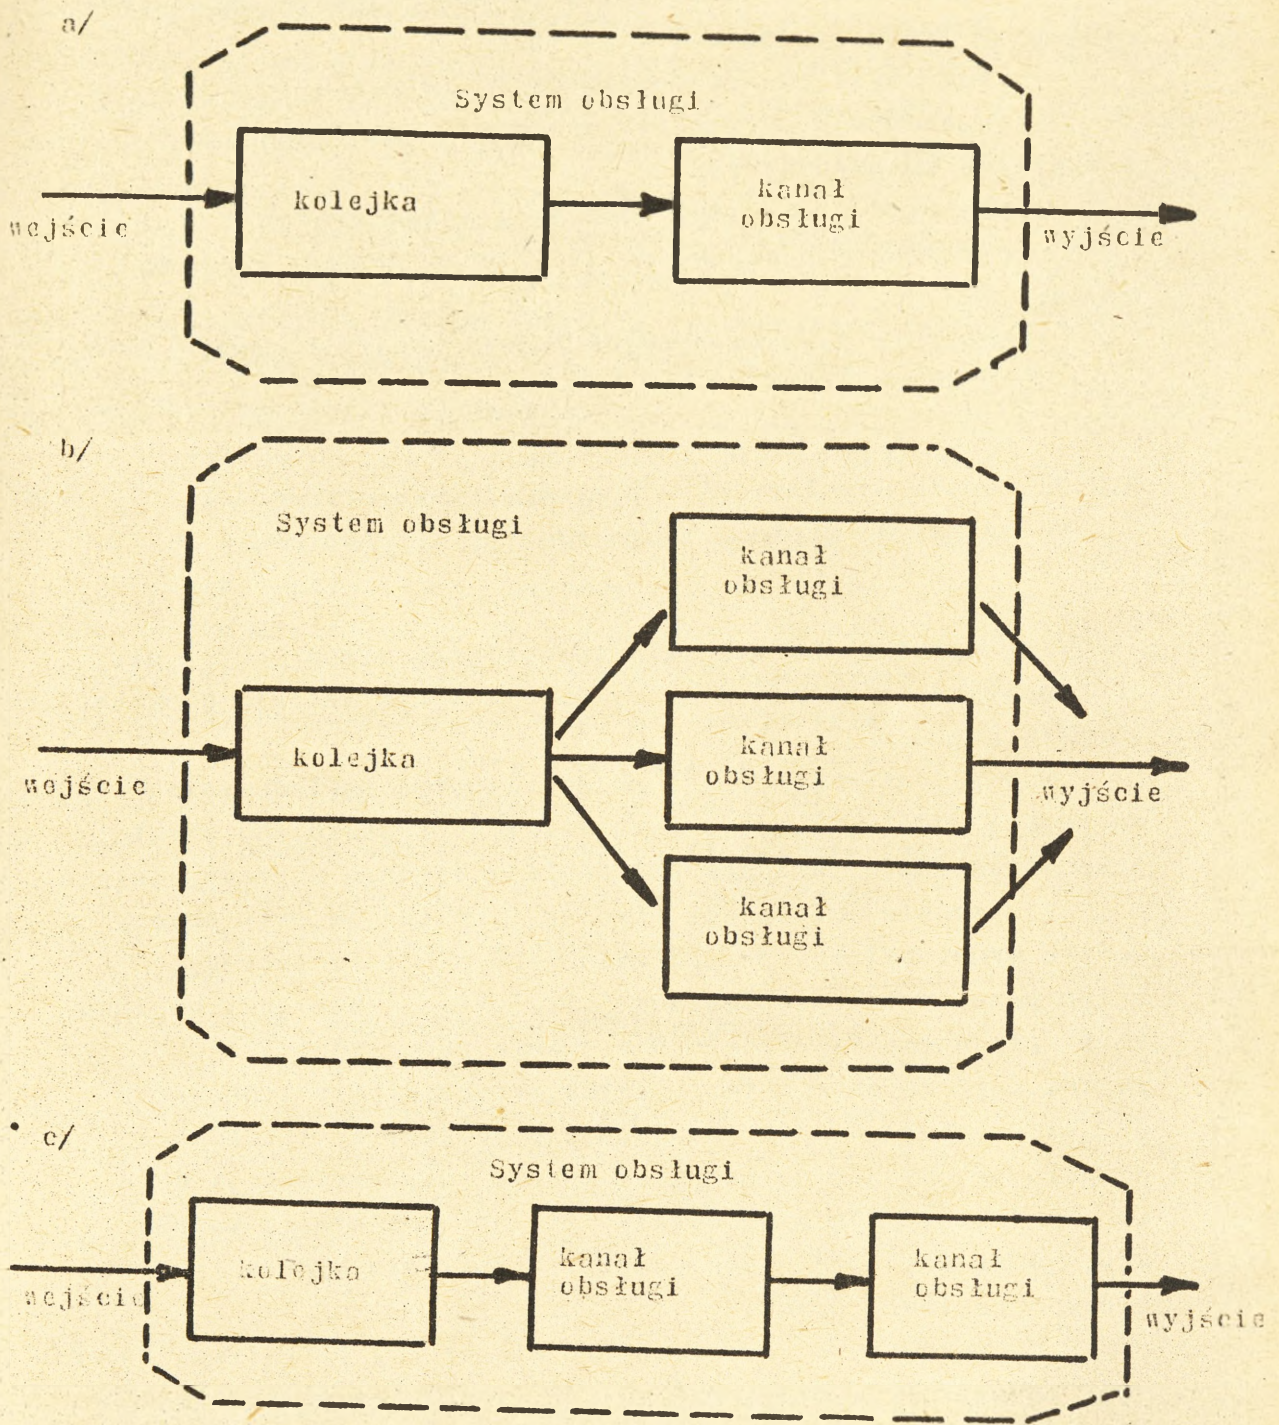 a/
System obsługi
kolejka
kanał
obsługi
wejście
wyjście
b/
System obsługi
kanał
obsługi
kolejka
kanał
obsługi
wejście
wyjście
kanał
obsługi
c/
System obsługi
kolejka
kanał
obsługi
kanał
obsługi
wejście
wyjście